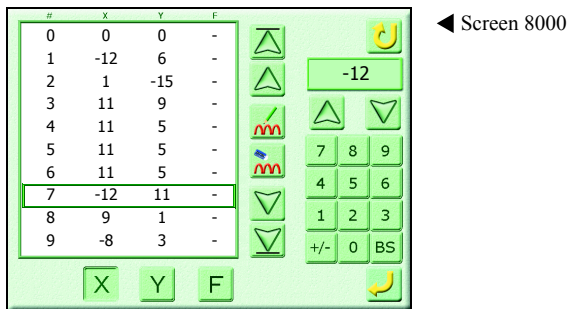 # X Y F
0 0 0 -
1 -12 6 -
2 1 -15 -
3 11 9 -
4 11 5 -
5 11 5 -
6 11 5 -
7 -12 11 -
8 9 1 -
9 -8 3 -
X Y F
-12
7 8 9
4 5 6
1 2 3
+/- 0 BS
◀ Screen 8000